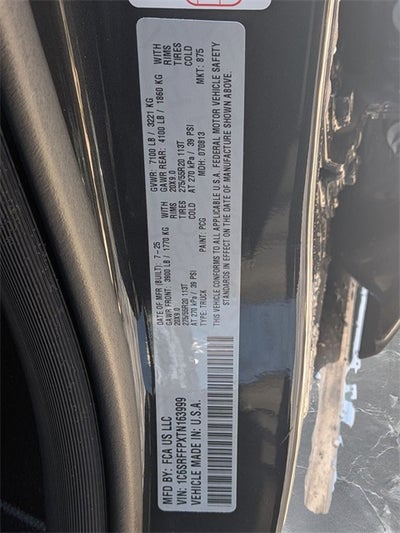 MFD BY: FCA US LLC
VIN: 1C6SRFFPXTN163999
VEHICLE MADE IN: U.S.A.
DATE OF MFR (BUILT): 7-25 GVWR: 7100 LB / 3221 KG
GAWR FRONT: 3900 LB / 1770 KG WITH GAWR REAR: 4100 LB / 1860 KG WITH
20X9.0 RIMS 20X9.0 RIMS
275/55R20 113T TIRES 275/55R20 113T TIRES
AT 270 kPa / 39 PSI COLD AT 270 kPa / 39 PSI COLD
TYPE: TRUCK PAINT: PCG MDH: 070813 MKT: 875
THIS VEHICLE CONFORMS TO ALL APPLICABLE U.S.A. FEDERAL MOTOR VEHICLE SAFETY
STANDARDS IN EFFECT ON THE DATE OF MANUFACTURE SHOWN ABOVE.